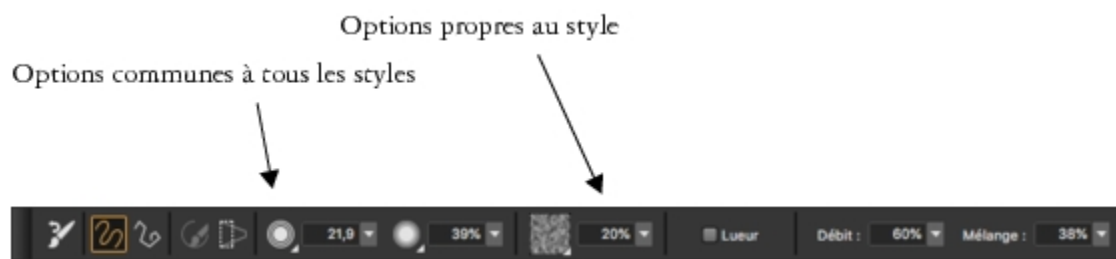 Options propres au style
Options communes à tous les styles
21,9 39% 20% Lueur Débit : 60% Mélange : 38%